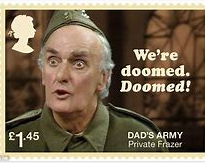 We're
doomed.
Doomed!
£1.45
DAD'S ARMY
Private Frazer